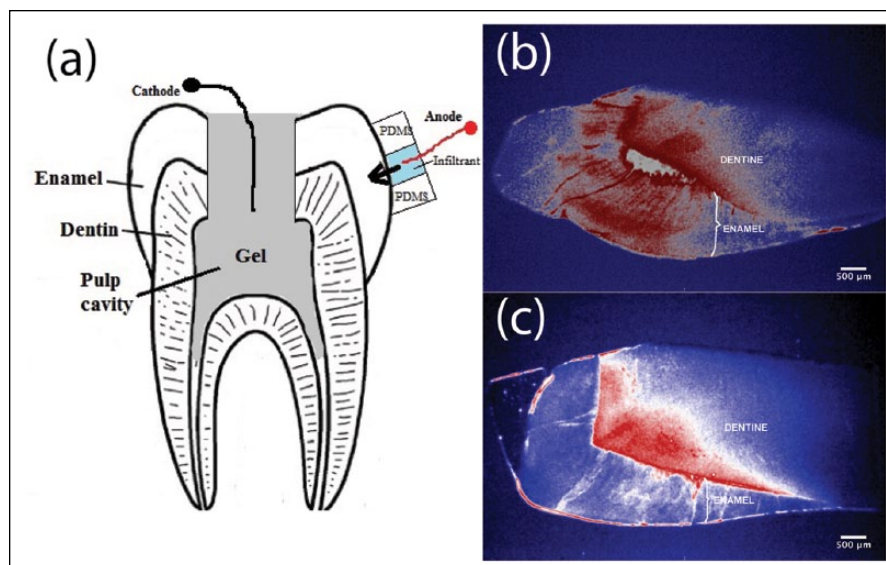 (a)
Cathode
Anode
PDMS
Infiltrant
PDMS
Enamel
Dentin
Gel
Pulp
cavity
(b)
DENTINE
ENAMEL
500 µm
(c)
DENTINE
ENAMEL
500 µm